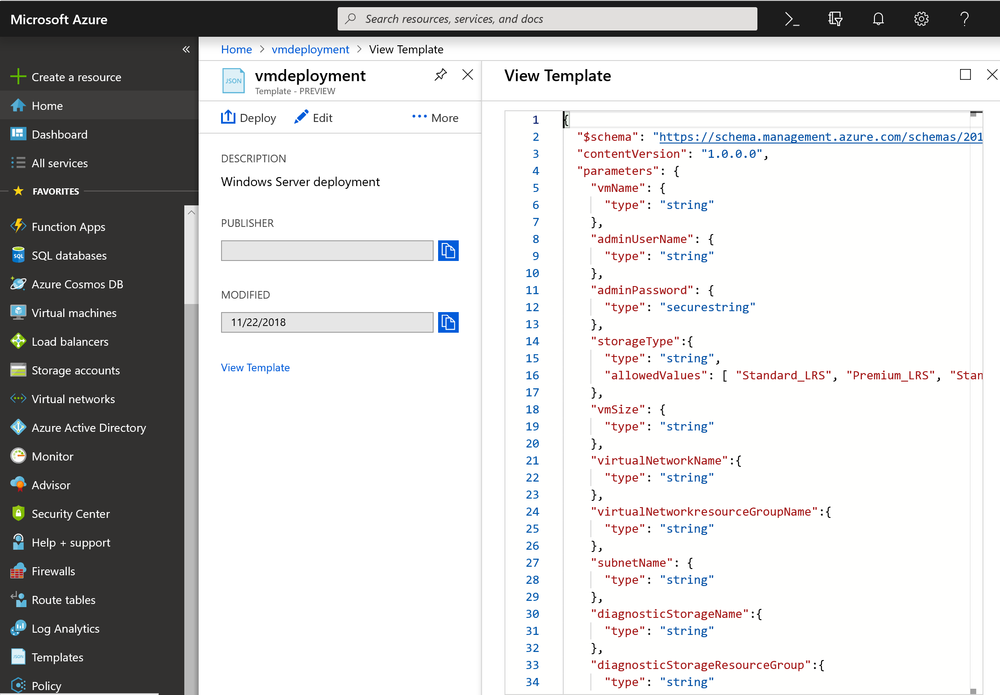 Microsoft Azure
Search resources, services, and docs
Create a resource
Home
Dashboard
All services
FAVORITES
Function Apps
SQL
SQL databases
Azure Cosmos DB
Virtual machines
Load balancers
Storage accounts
Virtual networks
Azure Active Directory
Monitor
Advisor
Security Center
Help + support
Firewalls
Route tables
Log Analytics
JSON
Templates
Policy
Home > vmdeployment > View Template
JSON
vmdeployment
Template - PREVIEW
Deploy
Edit
More
DESCRIPTION
Windows Server deployment
PUBLISHER
MODIFIED
11/22/2018
View Template
View Template
1 {
2 "$schema": "https://schema.management.azure.com/schemas/201
3 "contentVersion": "1.0.0.0",
4 "parameters": {
5 "vmName": {
6 "type": "string"
7 },
8 "adminUserName": {
9 "type": "string"
10 },
11 "adminPassword": {
12 "type": "securestring"
13 },
14 "storageType":{
15 "type": "string",
16 "allowedValues": [ "Standard_LRS", "Premium_LRS", "Stan
17 },
18 "vmSize": {
19 "type": "string"
20 },
21 "virtualNetworkName":{
22 "type": "string"
23 },
24 "virtualNetworkresourceGroupName":{
25 "type": "string"
26 },
27 "subnetName": {
28 "type": "string"
29 },
30 "diagnosticStorageName":{
31 "type": "string"
32 },
33 "diagnosticStorageResourceGroup":{
34 "type": "string"